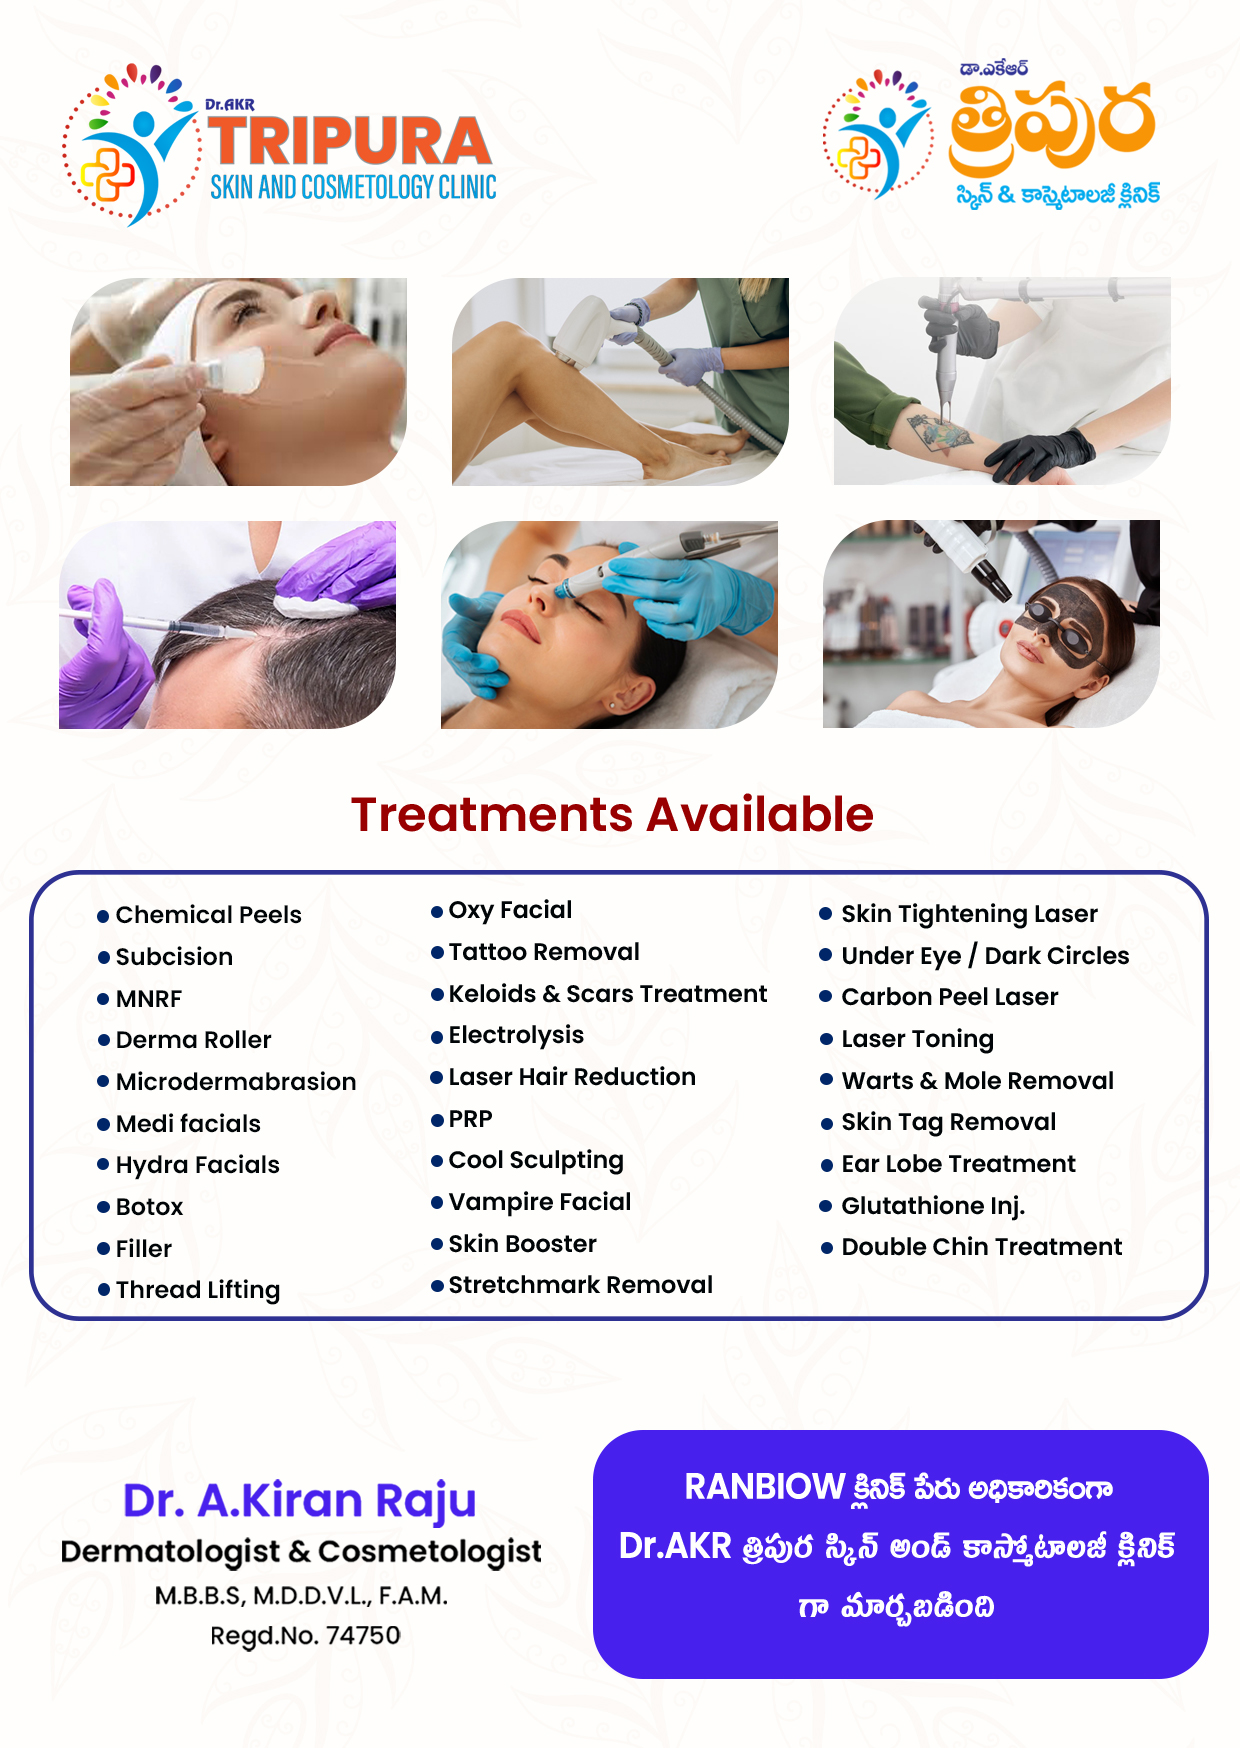 Dr.AKR
TRIPURA
SKIN AND COSMETOLOGY CLINIC
డా.ఎకేఆర్
త్రిపుర
స్కిన్ & కాస్మెటాలజీ క్లినిక్
Treatments Available
Chemical Peels
Subcision
MNRF
Derma Roller
Microdermabrasion
Medi facials
Hydra Facials
Botox
Filler
Thread Lifting
Oxy Facial
Tattoo Removal
Keloids & Scars Treatment
Electrolysis
Laser Hair Reduction
PRP
Cool Sculpting
Vampire Facial
Skin Booster
Stretchmark Removal
Skin Tightening Laser
Under Eye / Dark Circles
Carbon Peel Laser
Laser Toning
Warts & Mole Removal
Skin Tag Removal
Ear Lobe Treatment
Glutathione Inj.
Double Chin Treatment
Dr. A.Kiran Raju
Dermatologist & Cosmetologist
M.B.B.S, M.D.D.V.L., F.A.M.
Regd.No. 74750
RANBIOW క్లినిక్ పేరు అధికారికంగా
Dr.AKR త్రిపుర స్కిన్ అండ్ కాస్మోటాలజీ క్లినిక్
గా మార్చబడింది